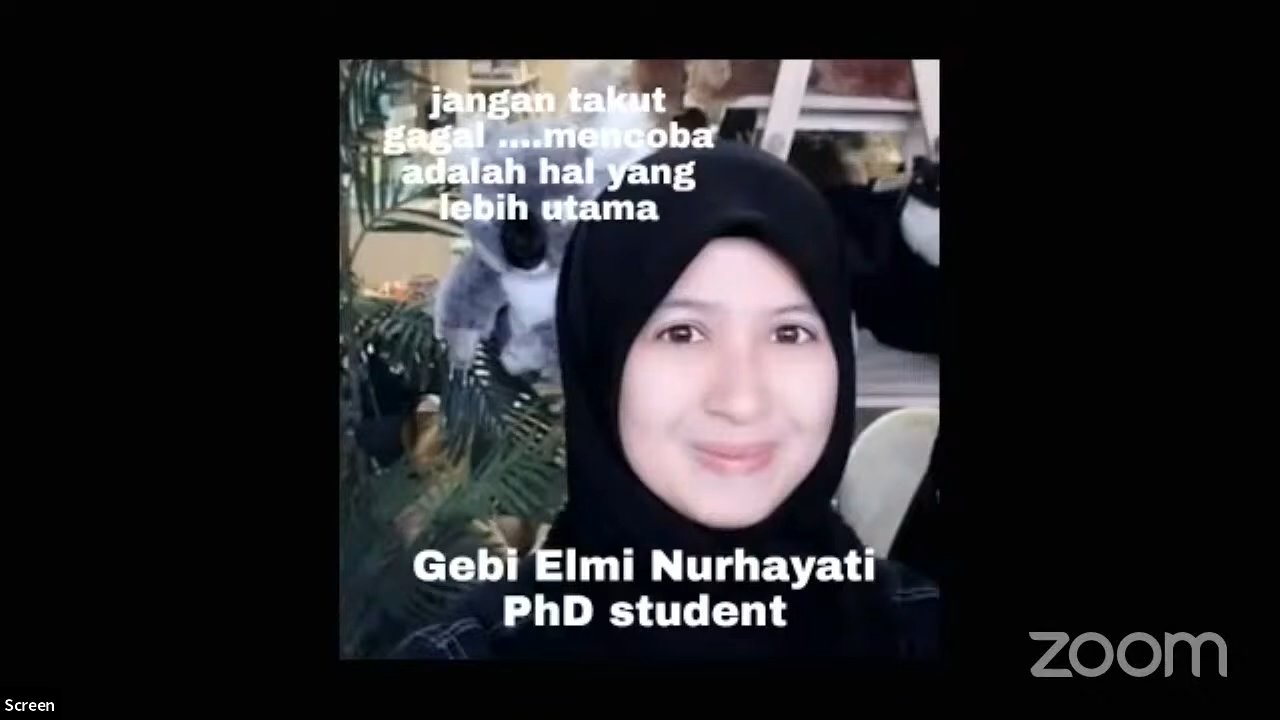 jangan takut
gagal ....mencoba
adalah hal yang
lebih utama
Gebi Elmi Nurhayati
PhD student
zoom
Screen